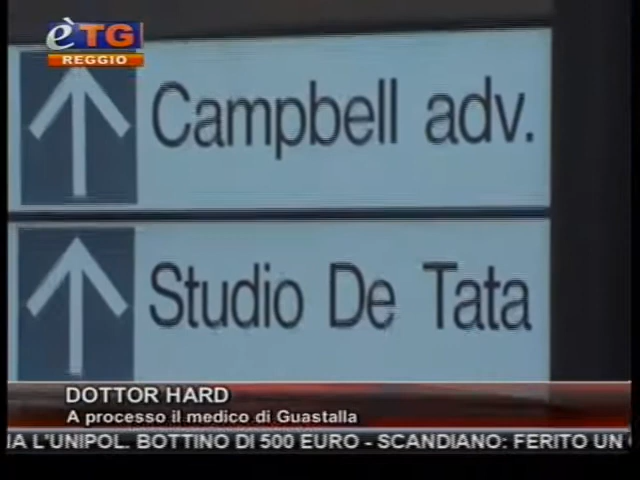 èTG
REGGIO
Campbell adv.
Studio De Tata
DOTTOR HARD
A processo il medico di Guastalla
IA L'UNIPOL. BOTTINO DI 500 EURO - SCANDIANO: FERITO UN